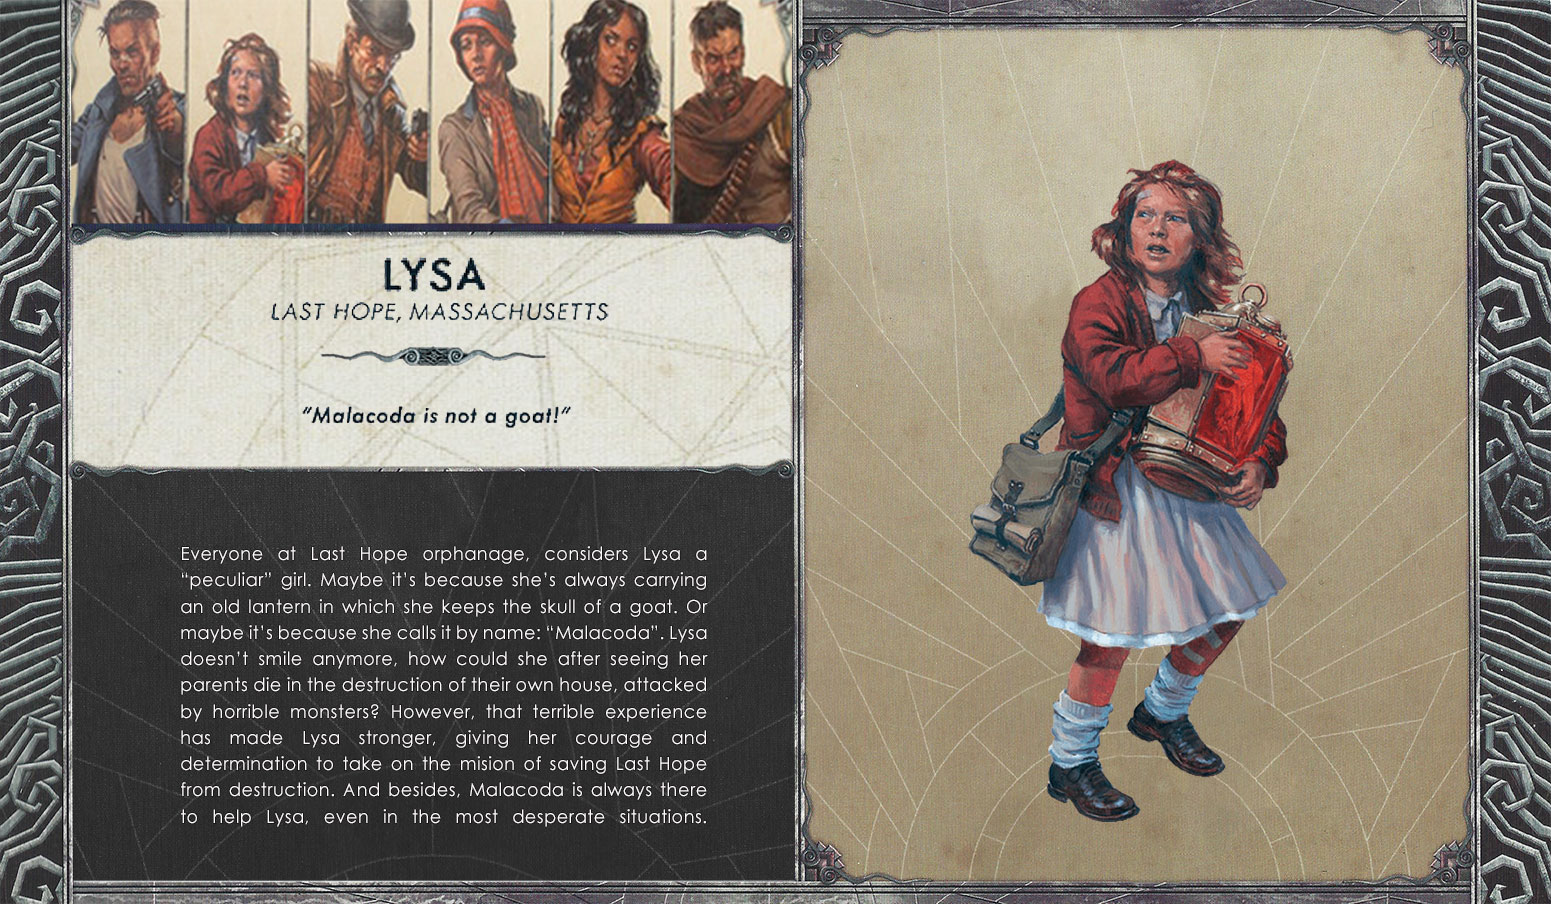 LYSA
LAST HOPE, MASSACHUSETTS
“Malacoda is not a goat!”
Everyone at Last Hope orphanage, considers Lysa a
“peculiar” girl. Maybe it’s because she’s always carrying
an old lantern in which she keeps the skull of a goat. Or
maybe it’s because she calls it by name: “Malacoda”. Lysa
doesn’t smile anymore, how could she after seeing her
parents die in the destruction of their own house, attacked
by horrible monsters? However, that terrible experience
has made Lysa stronger, giving her courage and
determination to take on the mision of saving Last Hope
from destruction. And besides, Malacoda is always there
to help Lysa, even in the most desperate situations.